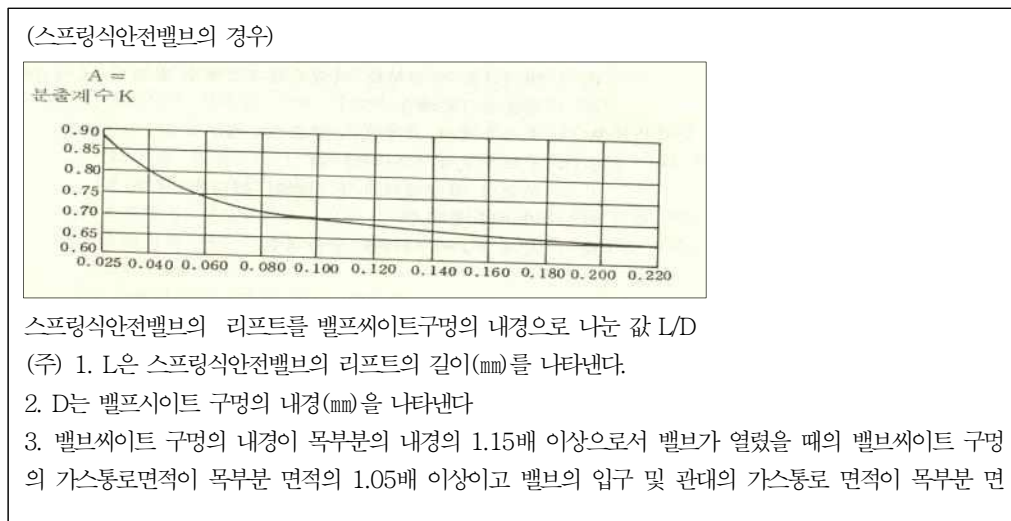 (스프링식안전밸브의 경우)
A =
분출계수 K
0.90
0.85
0.80
0.75
0.70
0.65
0.60
0.025 0.040 0.060 0.080 0.100 0.120 0.140 0.160 0.180 0.200 0.220
스프링식안전밸브의 리프트를 밸프씨이트구멍의 내경으로 나눈 값 L/D
(주) 1. L은 스프링식안전밸브의 리프트의 길이(㎜)를 나타낸다.
2. D는 밸프시이트 구멍의 내경(㎜)을 나타낸다
3. 밸브씨이트 구멍의 내경이 목부분의 내경의 1.15배 이상으로서 밸브가 열렸을 때의 밸브씨이트 구멍
의 가스통로면적이 목부분 면적의 1.05배 이상이고 밸브의 입구 및 관대의 가스통로 면적이 목부분 면